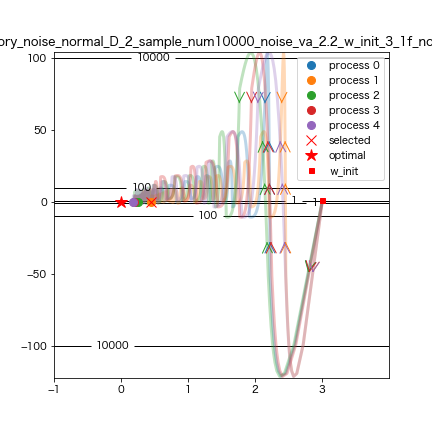 ory_noise_normal_D_2_sample_num10000_noise_va_2.2_w_init_3_1f_no
100
50
0
−50
−100
−1
0
1
2
3
10000
100
1
1
100
10000
process 0
process 1
process 2
process 3
process 4
selected
optimal
w_init